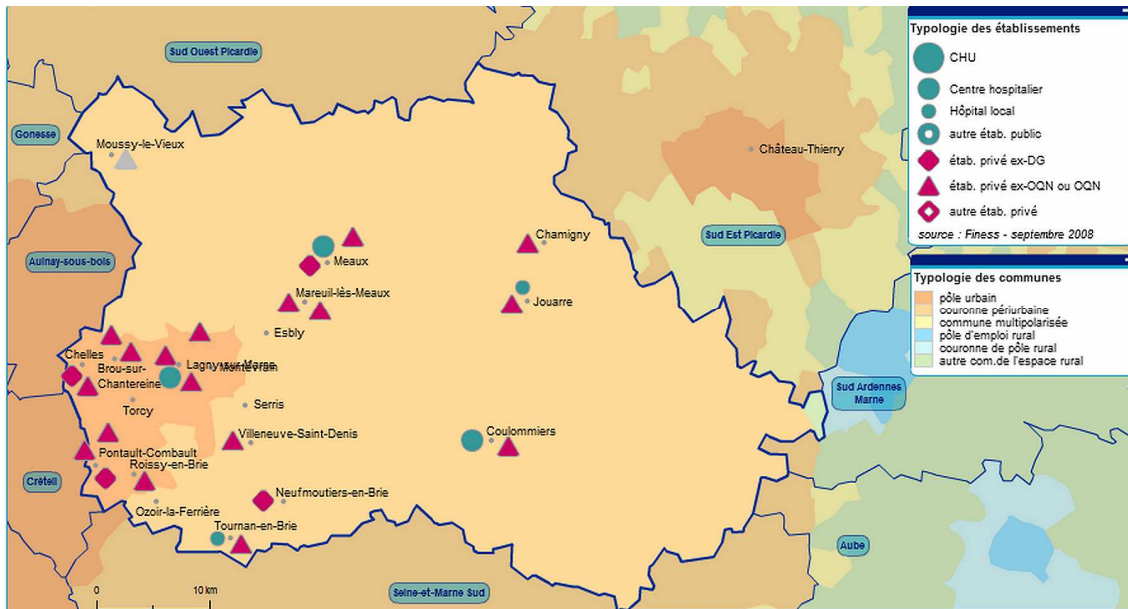 Typologie des établissements
CHU
Centre hospitalier
Hôpital local
autre étab. public
étab. privé ex-DG
étab. privé ex-OQN ou OQN
autre étab. privé
source : Finess - septembre 2008
Typologie des communes
pôle urbain
couronne périurbaine
commune multipolarisée
pôle d'emploi rural
couronne de pôle rural
autre com.de l'espace rural
Sud Ouest Picardie
Gonesse
Moussy-le-Vieux
Château-Thierry
Chamigny
Sud Est Picardie
Aulnay-sous-bois
Meaux
Mareuil-lès-Meaux
Jouarre
Esbly
Chelles
Brou-sur-
Chantereine
Lagny-sur-Marne
Montévrain
Torcy
Serris
Sud Ardennes
Marne
Villeneuve-Saint-Denis
Coulommiers
Pontault-Combault
Roissy-en-Brie
Créteil
Neufmoutiers-en-Brie
Ozoir-la-Ferrière
Tournan-en-Brie
Aube
Seine-et-Marne Sud
0 10 km